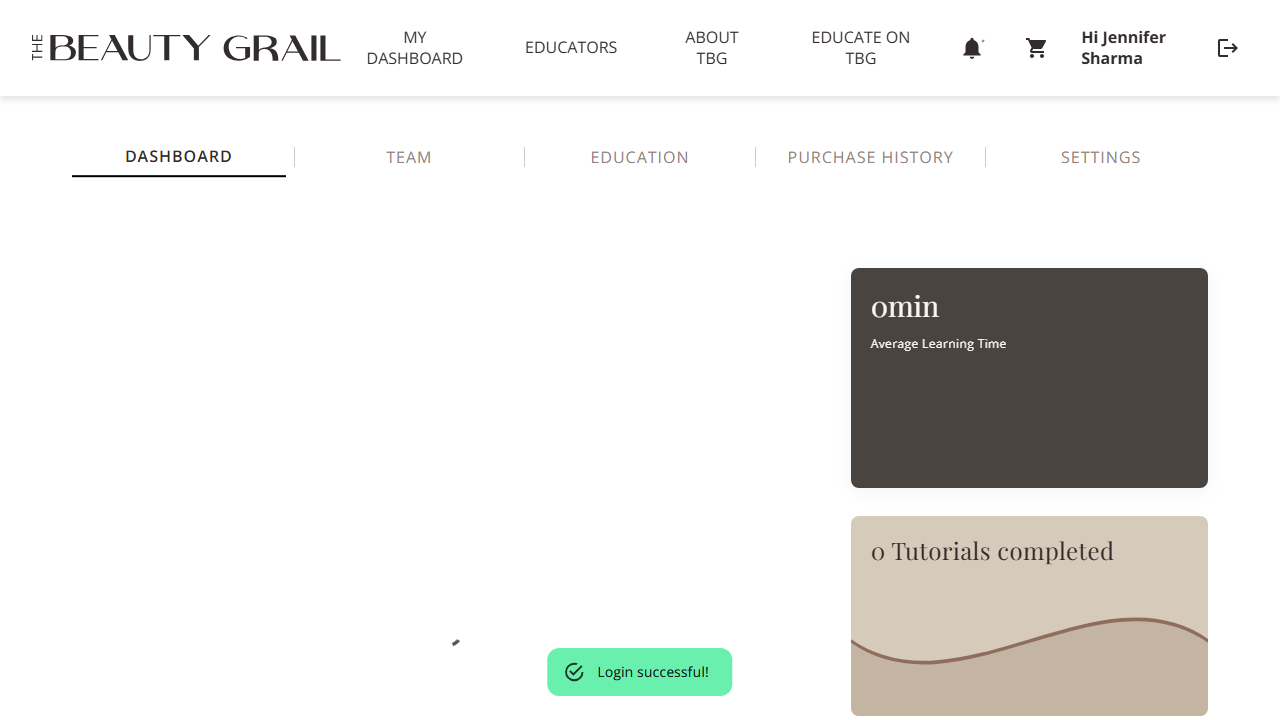 THE BEAUTY GRAIL
MY
DASHBOARD
EDUCATORS
ABOUT
TBG
EDUCATE ON
TBG
Hi Jennifer
Sharma
DASHBOARD
TEAM
EDUCATION
PURCHASE HISTORY
SETTINGS
0min
Average Learning Time
0 Tutorials completed
Login successful!